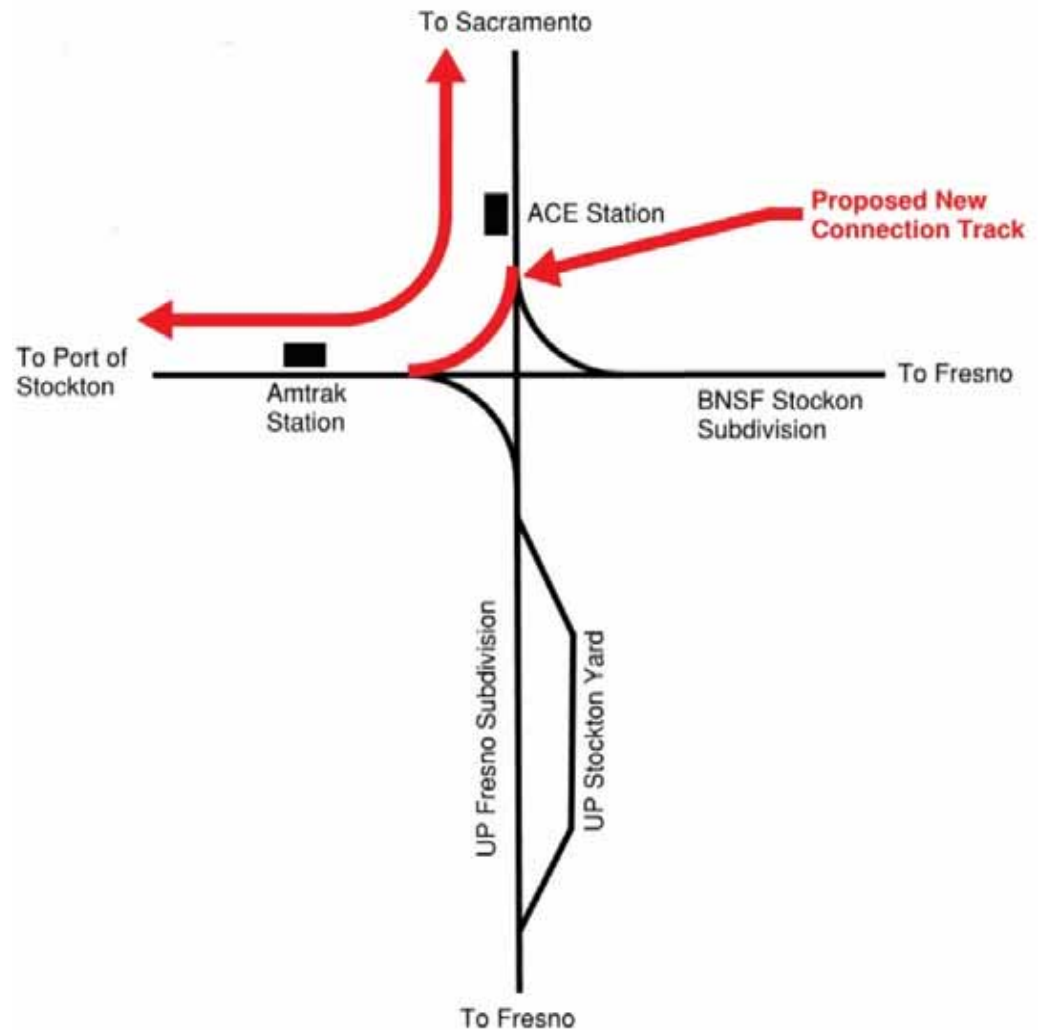 To Sacramento
ACE Station
Proposed New
Connection Track
To Port of
Stockton
Amtrak
Station
To Fresno
BNSF Stockon
Subdivision
UP Fresno Subdivision
UP Stockton Yard
To Fresno